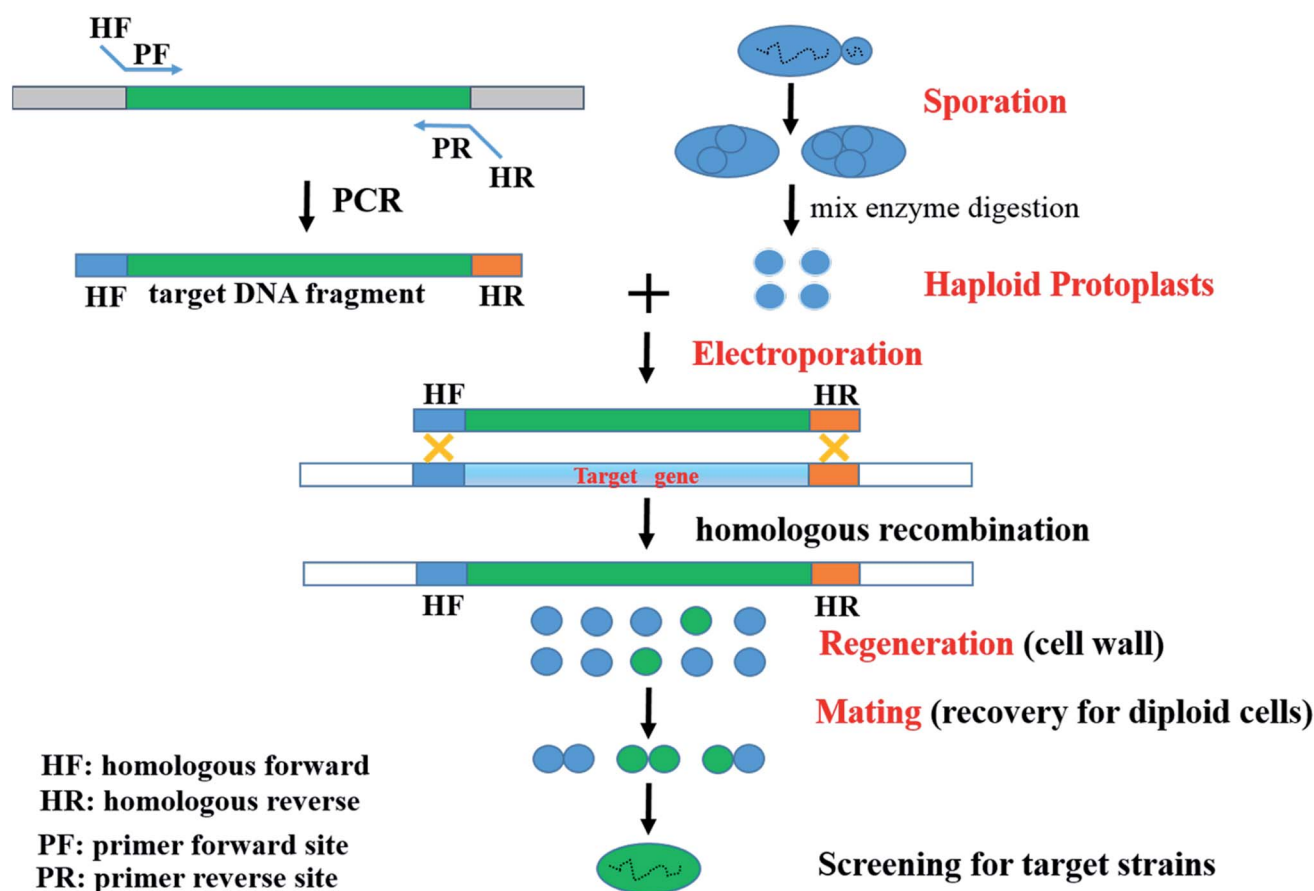 HF
PF
PR
HR
PCR
HF
target DNA fragment
HR
Sporation
mix enzyme digestion
Haploid Protoplasts
Electroporation
HF
HR
Target gene
homologous recombination
HF
HR
Regeneration (cell wall)
Mating (recovery for diploid cells)
HF: homologous forward
HR: homologous reverse
PF: primer forward site
PR: primer reverse site
Screening for target strains